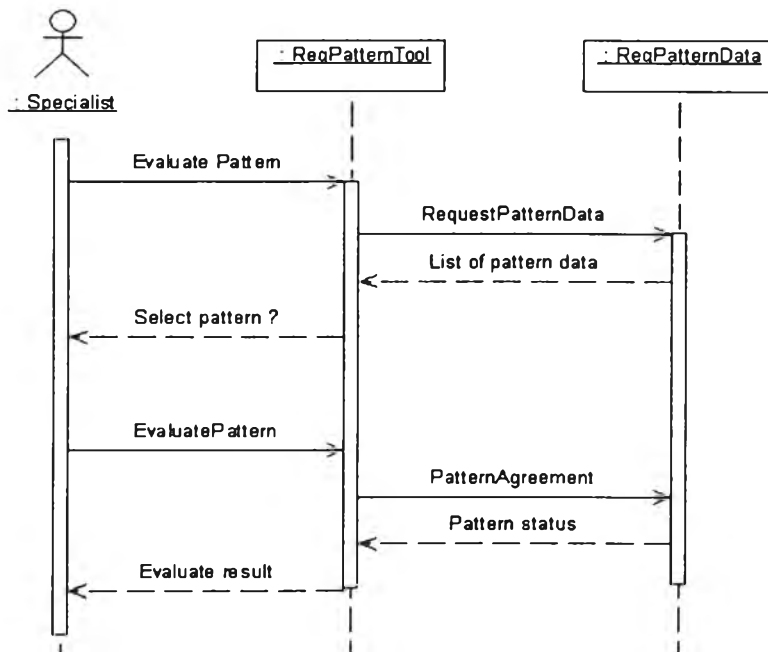 : ReqPatternTool
: ReqPatternData
: Specialist
Evaluate Pattern
RequestPatternData
List of pattern data
Select pattern ?
EvaluatePattern
PatternAgreement
Pattern status
Evaluate result